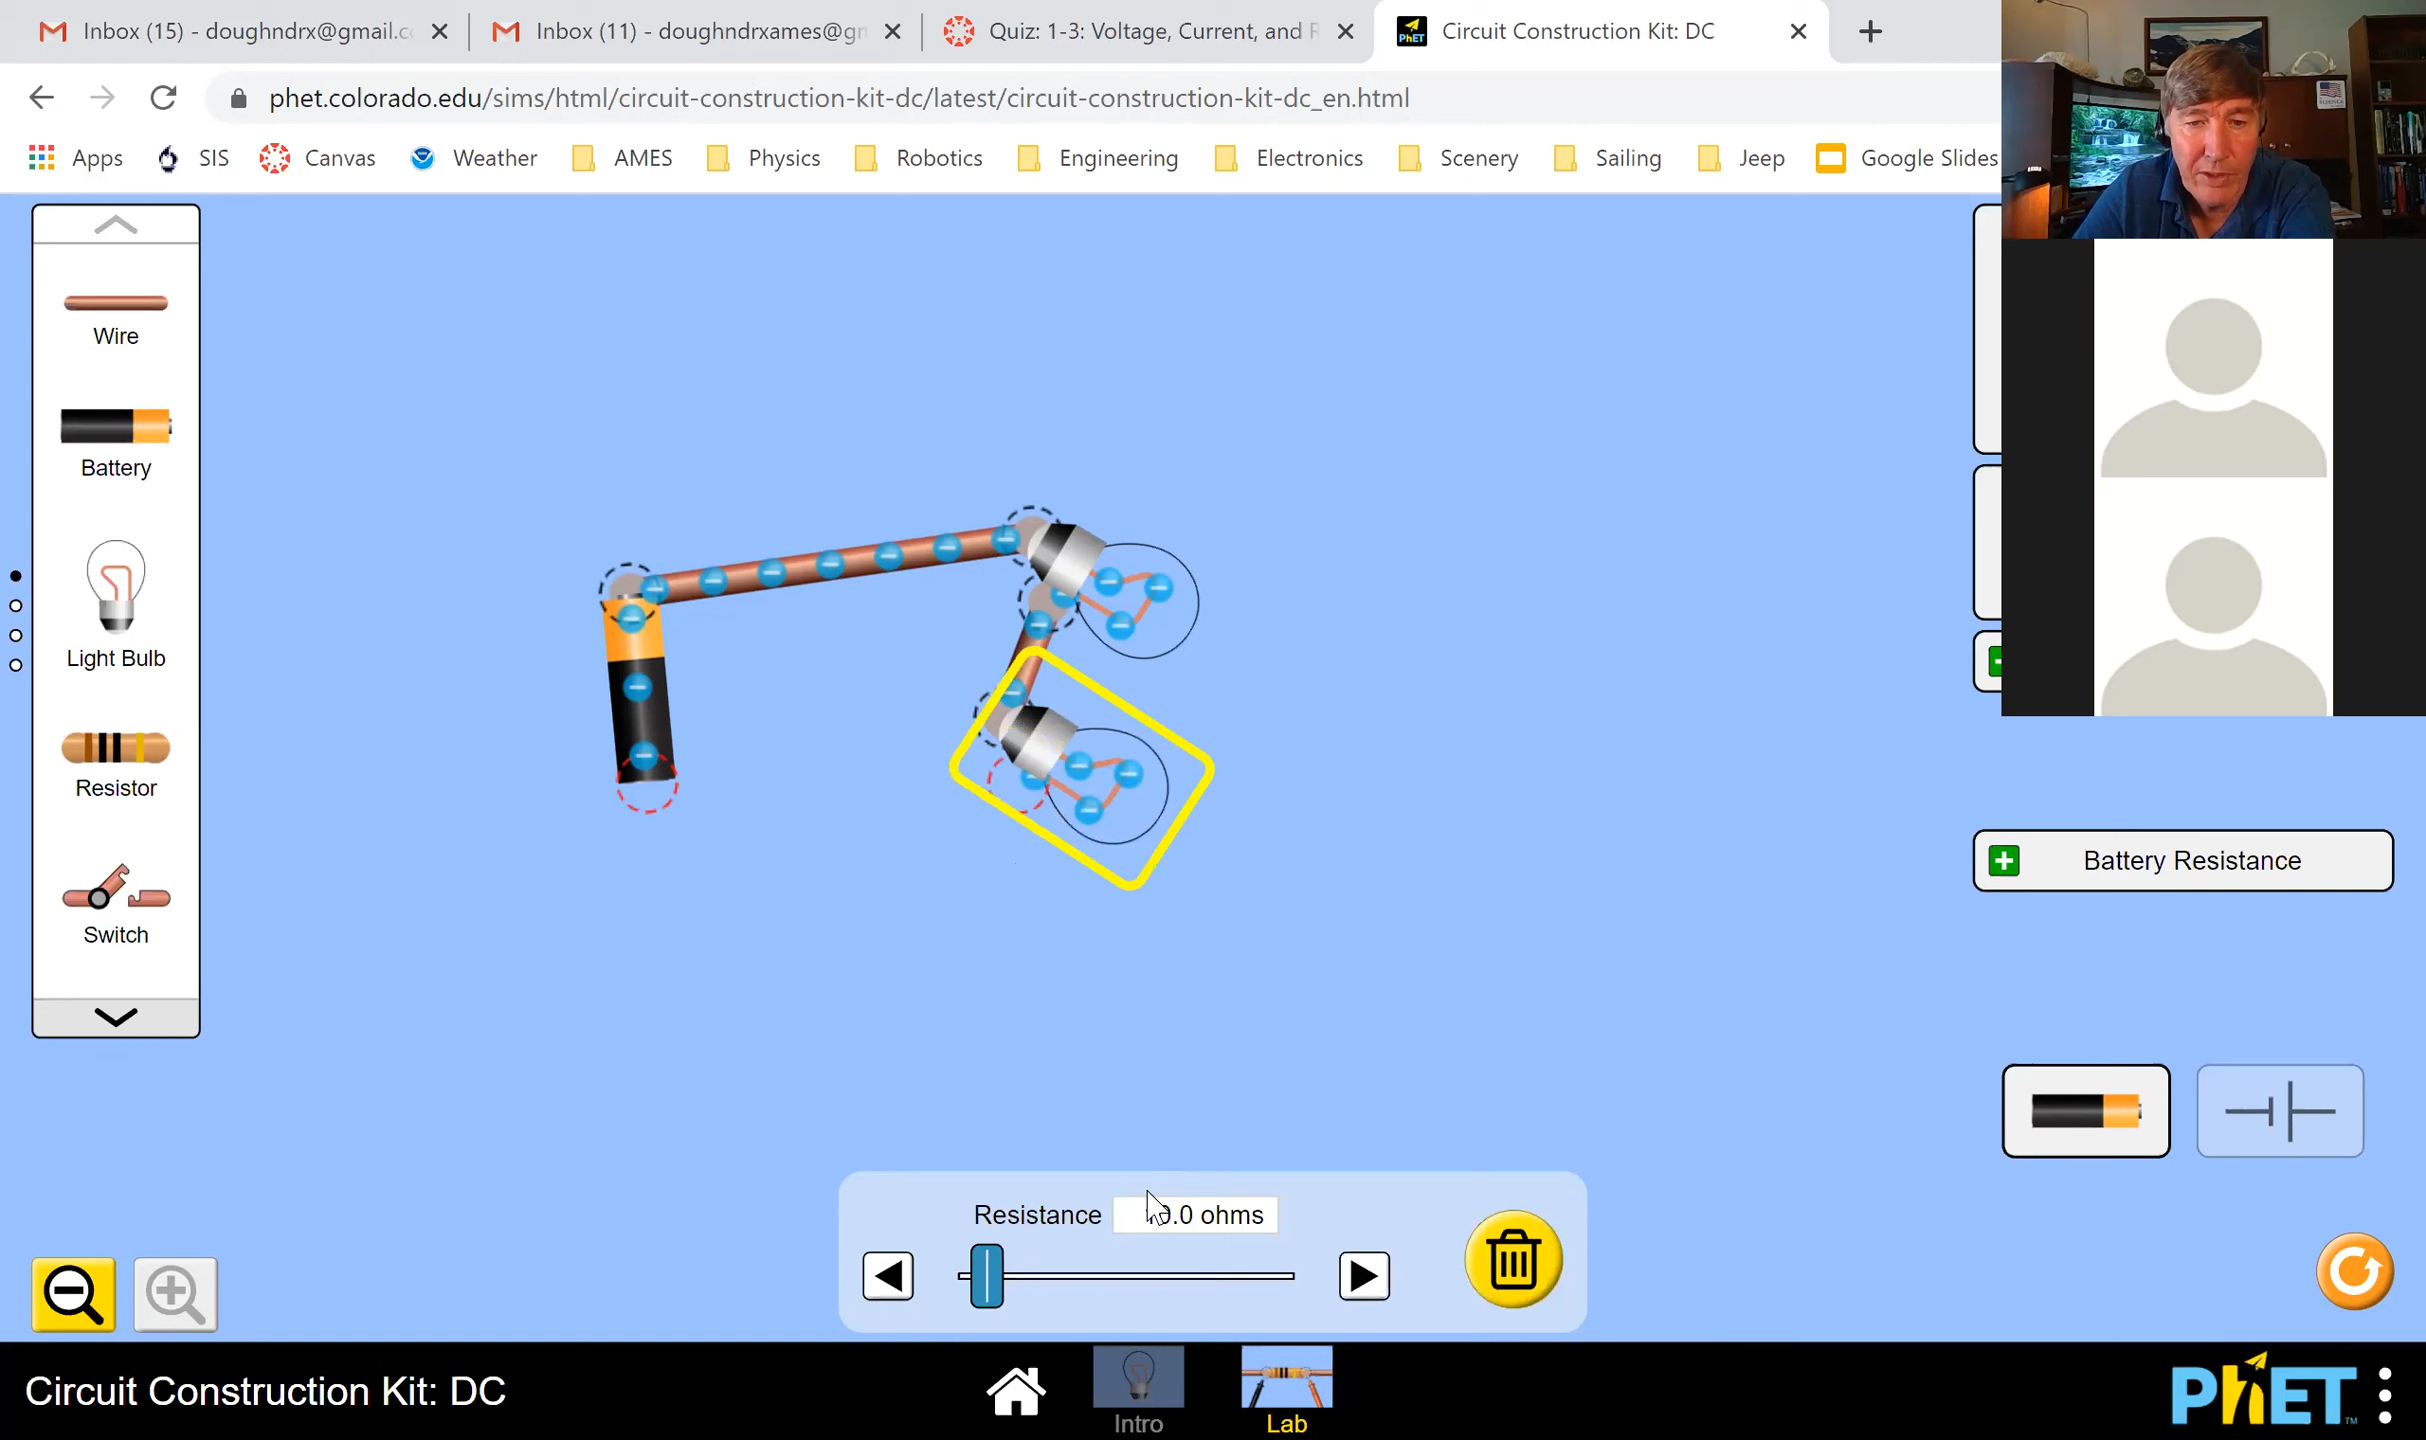 Inbox (15) - doughndrx@gmail.c
Inbox (11) - doughndrxames@gr
Quiz: 1-3: Voltage, Current, and R
Circuit Construction Kit: DC
phet.colorado.edu/sims/html/circuit-construction-kit-dc/latest/circuit-construction-kit-dc_en.html
Apps
SIS
Canvas
Weather
AMES
Physics
Robotics
Engineering
Electronics
Scenery
Sailing
Jeep
Google Slides
Wire
Battery
Light Bulb
Resistor
Switch
Battery Resistance
Resistance
ohms
Circuit Construction Kit: DC
Intro
Lab
PhET